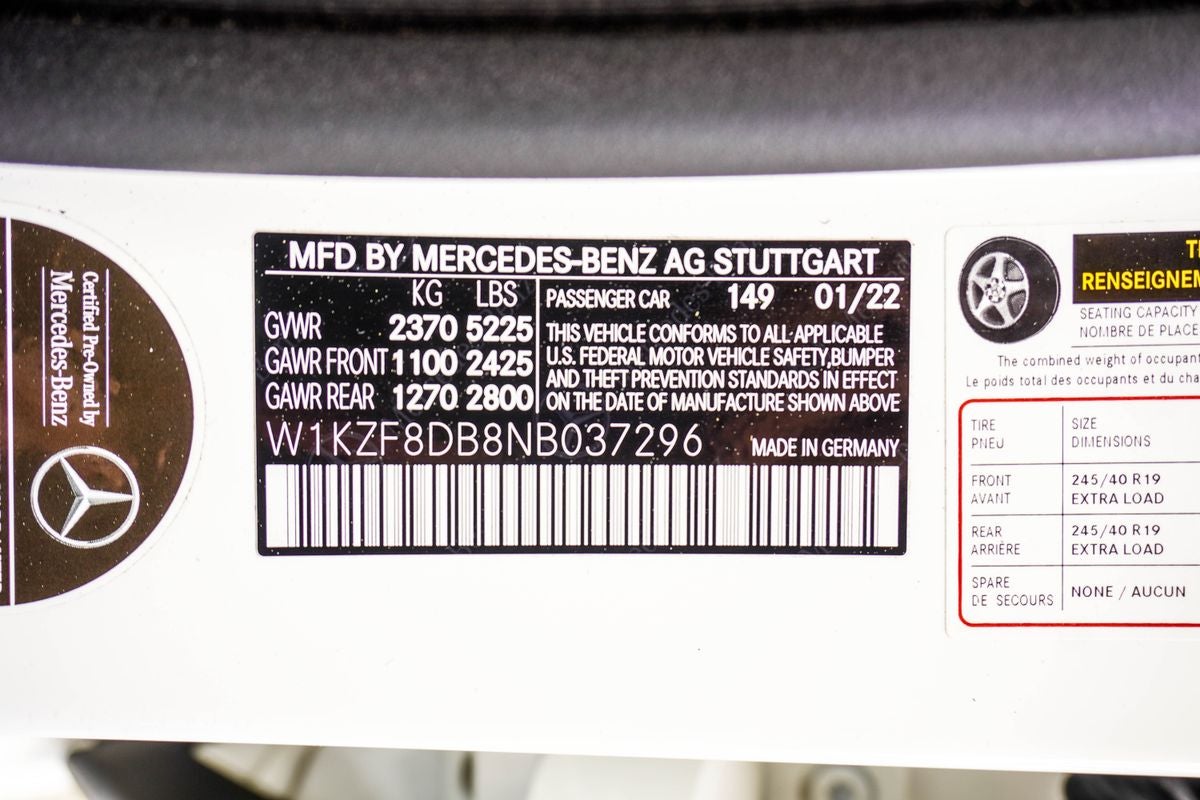 Certified Pre-Owned by
Mercedes-Benz
MFD BY MERCEDES-BENZ AG STUTTGART
KG LBS
GVWR 2370 5225
GAWR FRONT 1100 2425
GAWR REAR 1270 2800
PASSENGER CAR 149 01/22
THIS VEHICLE CONFORMS TO ALL APPLICABLE
U.S. FEDERAL MOTOR VEHICLE SAFETY,BUMPER
AND THEFT PREVENTION STANDARDS IN EFFECT
ON THE DATE OF MANUFACTURE SHOWN ABOVE
W1KZF8DB8NB037296 MADE IN GERMANY
SEATING CAPACITY
NOMBRE DE PLACE
The combined weight of occupant
Le poids total des occupants et du
TIRE SIZE
PNEU DIMENSIONS
FRONT 245/40 R19
AVANT EXTRA LOAD
REAR 245/40 R19
ARRIÈRE EXTRA LOAD
SPARE
DE SECOURS NONE / AUCUN